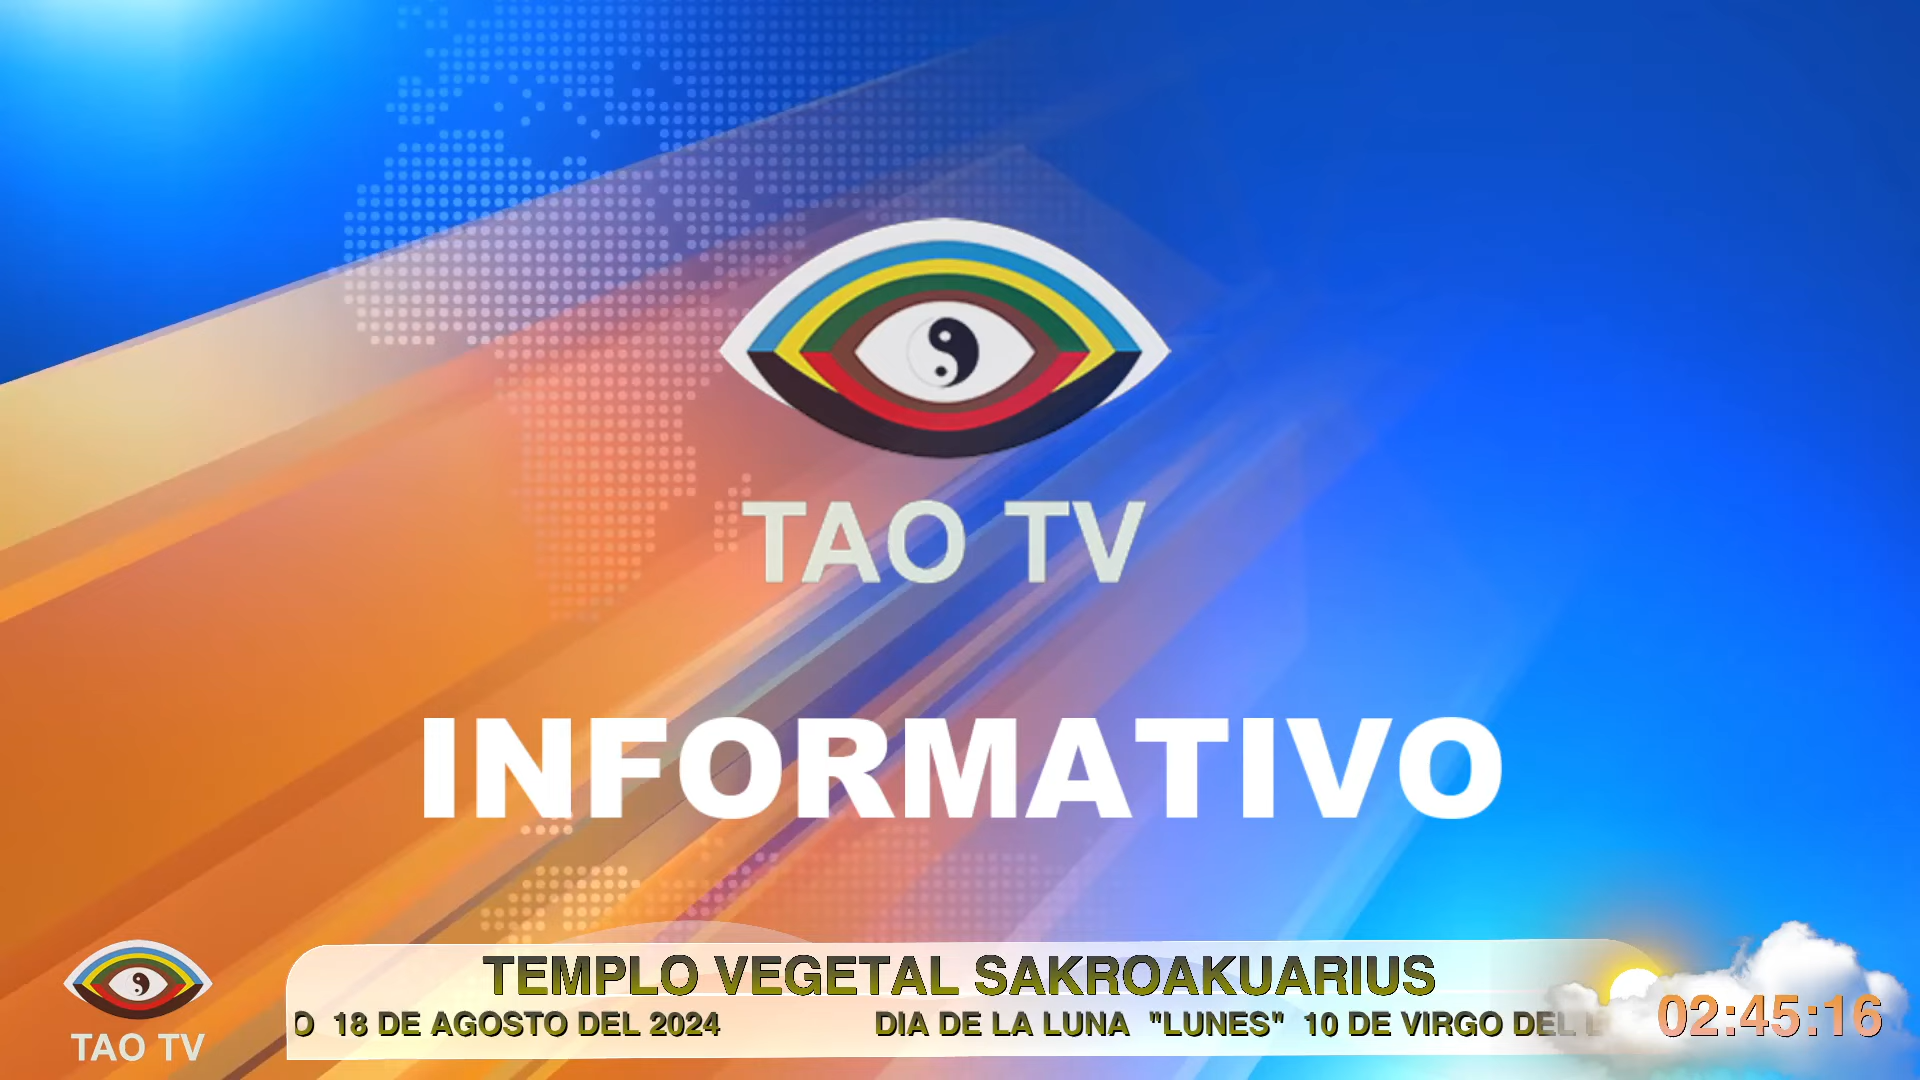 TAO TV
INFORMATIVO
TEMPLO VEGETAL SAKROAKUARIUS
O 18 DE AGOSTO DEL 2024 DIA DE LA LUNA "LUNES" 10 DE VIRGO DEL
02:45:16
TAO TV